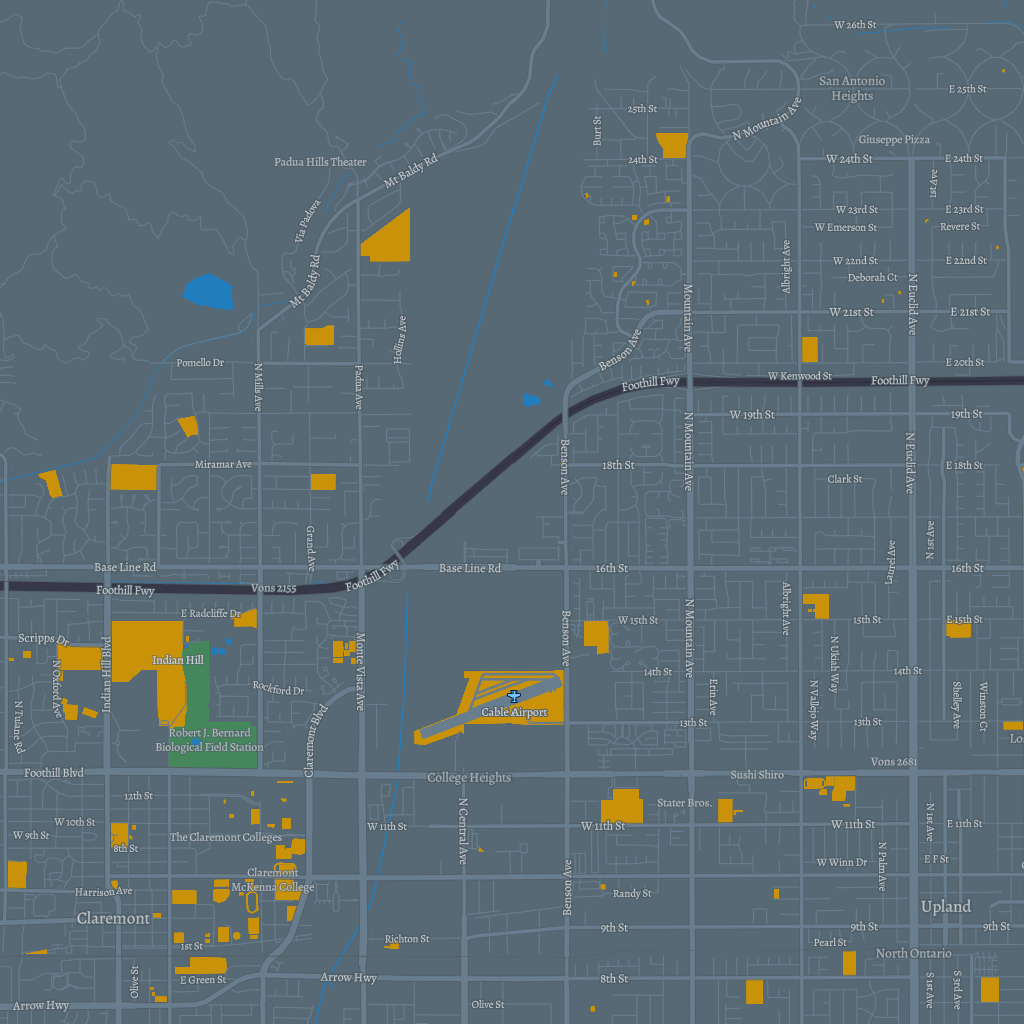 W 26th St
San Antonio
Heights
E 25th St
25th St
N Mountain Ave
Burt St
Giuseppe Pizza
Padua Hills Theater
24th St
W 24th St
E 24th St
Mt Baldy Rd
1st Ave
Via Padova
W 23rd St
E 23rd St
W Emerson St
Revere St
Albright Ave
W 22nd St
E 22nd St
Mt Baldy Rd
Deborah Ct
N Euclid Ave
Mountain Ave
W 21st St
E 21st St
Hollins Ave
Benson Ave
Pomello Dr
E 20th St
N Mills Ave
Padua Ave
Foothill Fwy
W Kenwood St
Foothill Fwy
W 19th St
19th St
N Mountain Ave
N Euclid Ave
Benson Ave
Miramar Ave
18th St
E 18th St
Clark St
Grand Ave
N 1st Ave
Laurel Ave
Base Line Rd
Foothill Fwy
Base Line Rd
16th St
16th St
Foothill Fwy
Vons 2155
Albright Ave
E Radcliffe Dr
W 15th St
15th St
E 15th St
Scripps Dr
Benson Ave
N Mountain Ave
Indian Hill
Indian Hill Blvd
Monte Vista Ave
N Ukiah Way
14th St
14th St
N Oxford Ave
Rockford Dr
Erin Ave
N Vallejo Way
Shelley Ave
Winston Ct
Cable Airport
N Tulane Rd
Claremont Blvd
13th St
13th St
Robert J. Bernard
Biological Field Station
Vons 2681
Foothill Blvd
College Heights
Sushi Shiro
12th St
Stater Bros.
W 10th St
W 11th St
W 11th St
W 11th St
E 11th St
N 1st Ave
W 9th St
The Claremont Colleges
N Central Ave
8th St
N Palm Ave
E F St
W Winn Dr
Claremont
McKenna College
Harrison Ave
Benson Ave
Randy St
Claremont
Upland
9th St
9th St
9th St
Richton St
Pearl St
1st St
North Ontario
E Green St
Arrow Hwy
8th St
Olive St
S 1st Ave
S 3rd Ave
Arrow Hwy
Olive St